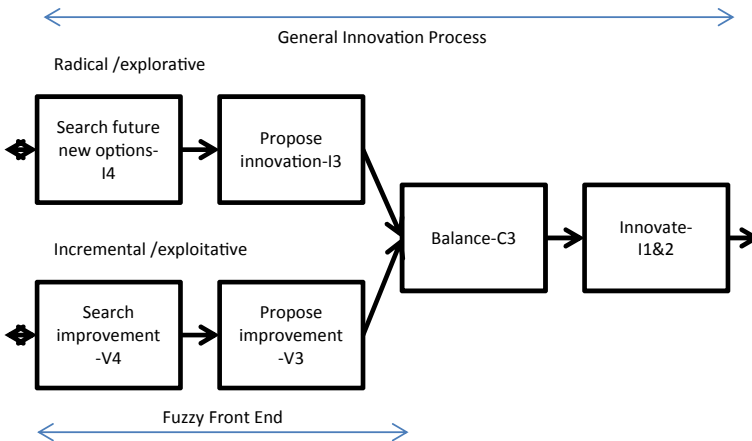 General Innovation Process
Radical /explorative
Search future
new options-
I4
Propose
innovation-I3
Balance-C3
Innovate-
I1&2
Incremental /exploitative
Search
improvement
-V4
Propose
improvement
-V3
Fuzzy Front End